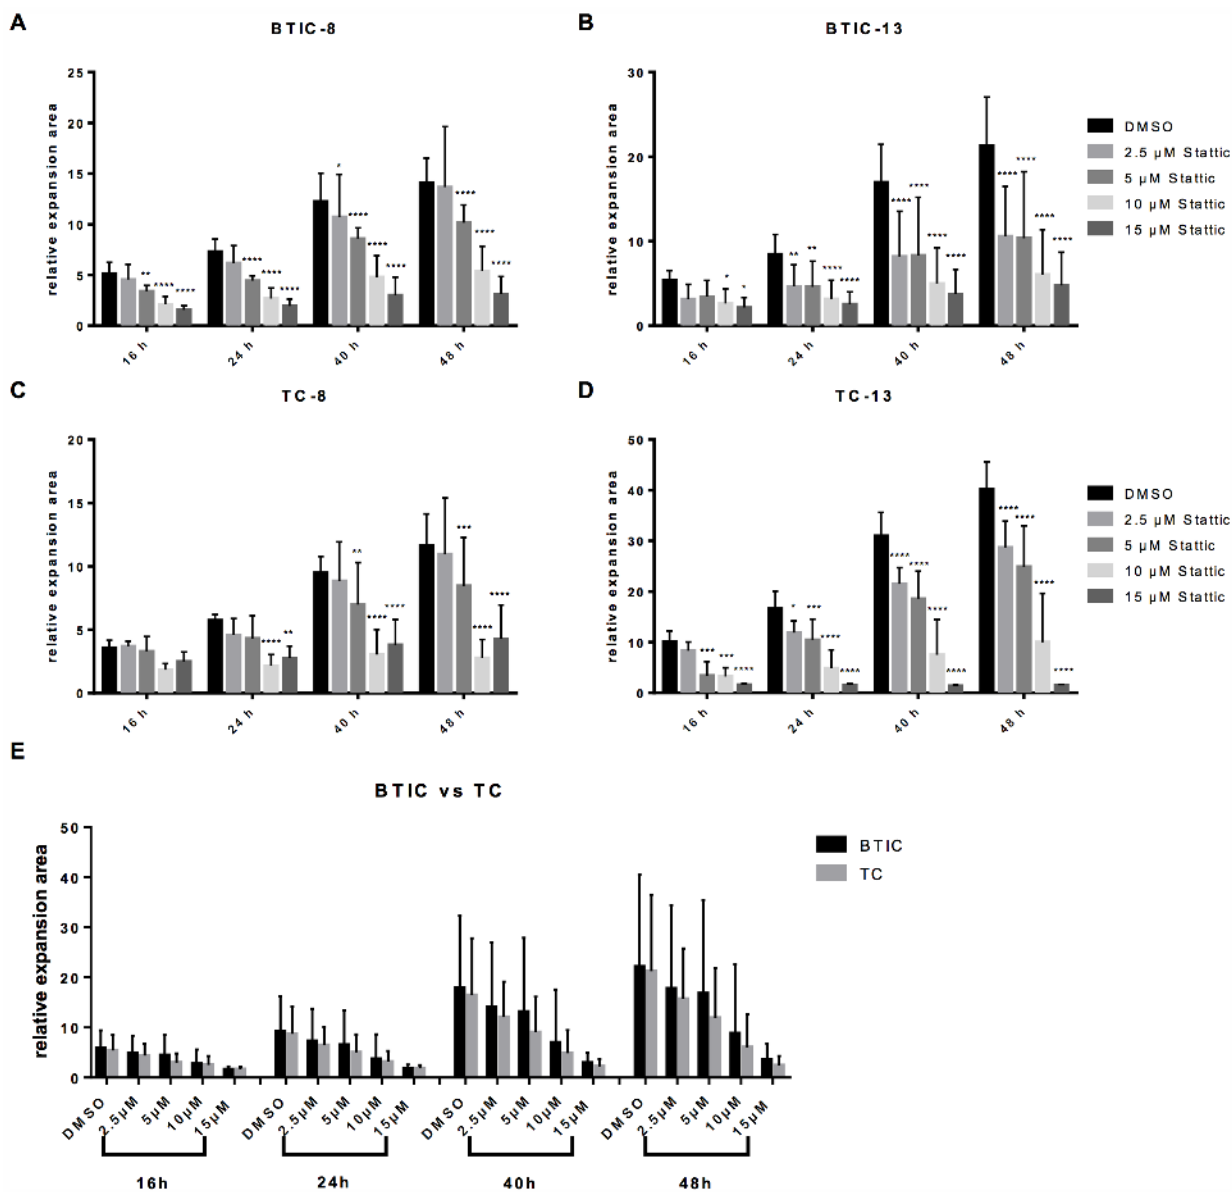 A
BTIC-8
relative expansion area
25
20
15
10
5
0
*
** **** ****
**** **** ****
**** **** ****
**** **** ****
16 h
24 h
40 h
48 h
B
BTIC-13
relative expansion area
30
20
10
0
* *
** ** **** ****
**** **** **** ****
**** **** **** ****
16 h
24 h
40 h
48 h
DMSO
2.5 µM Stattic
5 µM Stattic
10 µM Stattic
15 µM Stattic
C
TC-8
relative expansion area
20
15
10
5
0
**** **
** **** ****
*** **** ****
16 h
24 h
40 h
48 h
D
TC-13
relative expansion area
50
40
30
20
10
0
*** *** ****
* *** **** ****
**** **** **** ****
**** **** **** ****
16 h
24 h
40 h
48 h
DMSO
2.5 µM Stattic
5 µM Stattic
10 µM Stattic
15 µM Stattic
E
BTIC vs TC
relative expansion area
50
40
30
20
10
0
BTIC
TC
DMSO 2.5µM 5µM 10µM 15µM DMSO 2.5µM 5µM 10µM 15µM DMSO 2.5µM 5µM 10µM 15µM DMSO 2.5µM 5µM 10µM 15µM
16h 24h 40h 48h